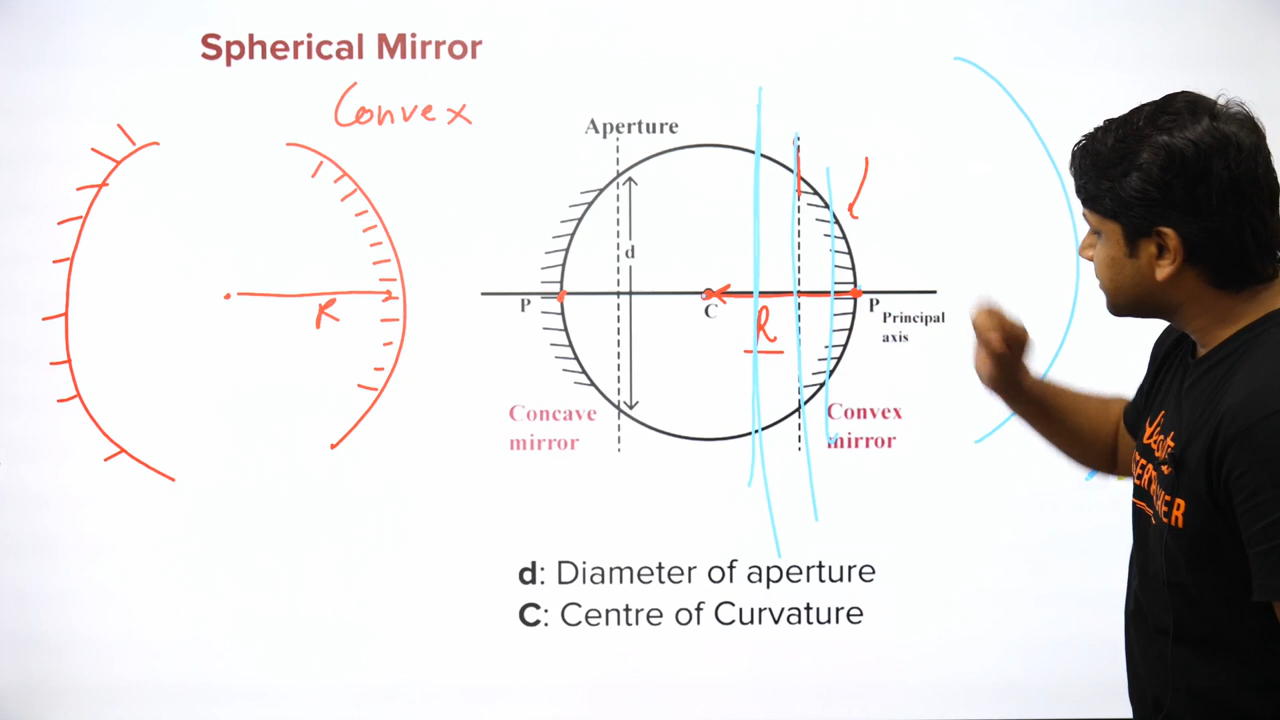 Spherical Mirror
Convex
Aperture
d
P
C
P
Principal
axis
R
R
Concave
mirror
Convex
mirror
d: Diameter of aperture
C: Centre of Curvature